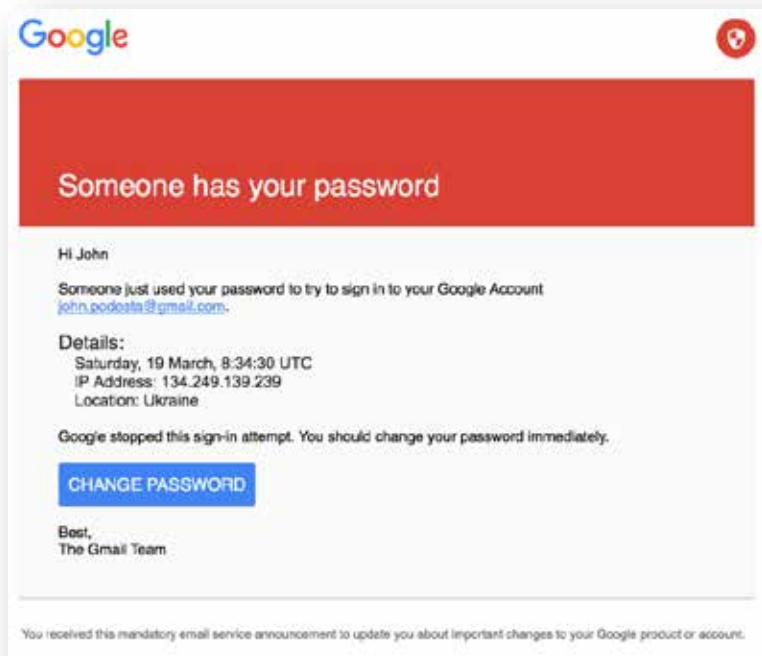 Google
Someone has your password
Hi John
Someone just used your password to try to sign in to your Google Account
john.podesta@gmail.com.
Details:
Saturday, 19 March, 8:34:30 UTC
IP Address: 134.249.139.239
Location: Ukraine
Google stopped this sign-in attempt. You should change your password immediately.
CHANGE PASSWORD
Best,
The Gmail Team
You received this mandatory email service announcement to update you about important changes to your Google product or account.